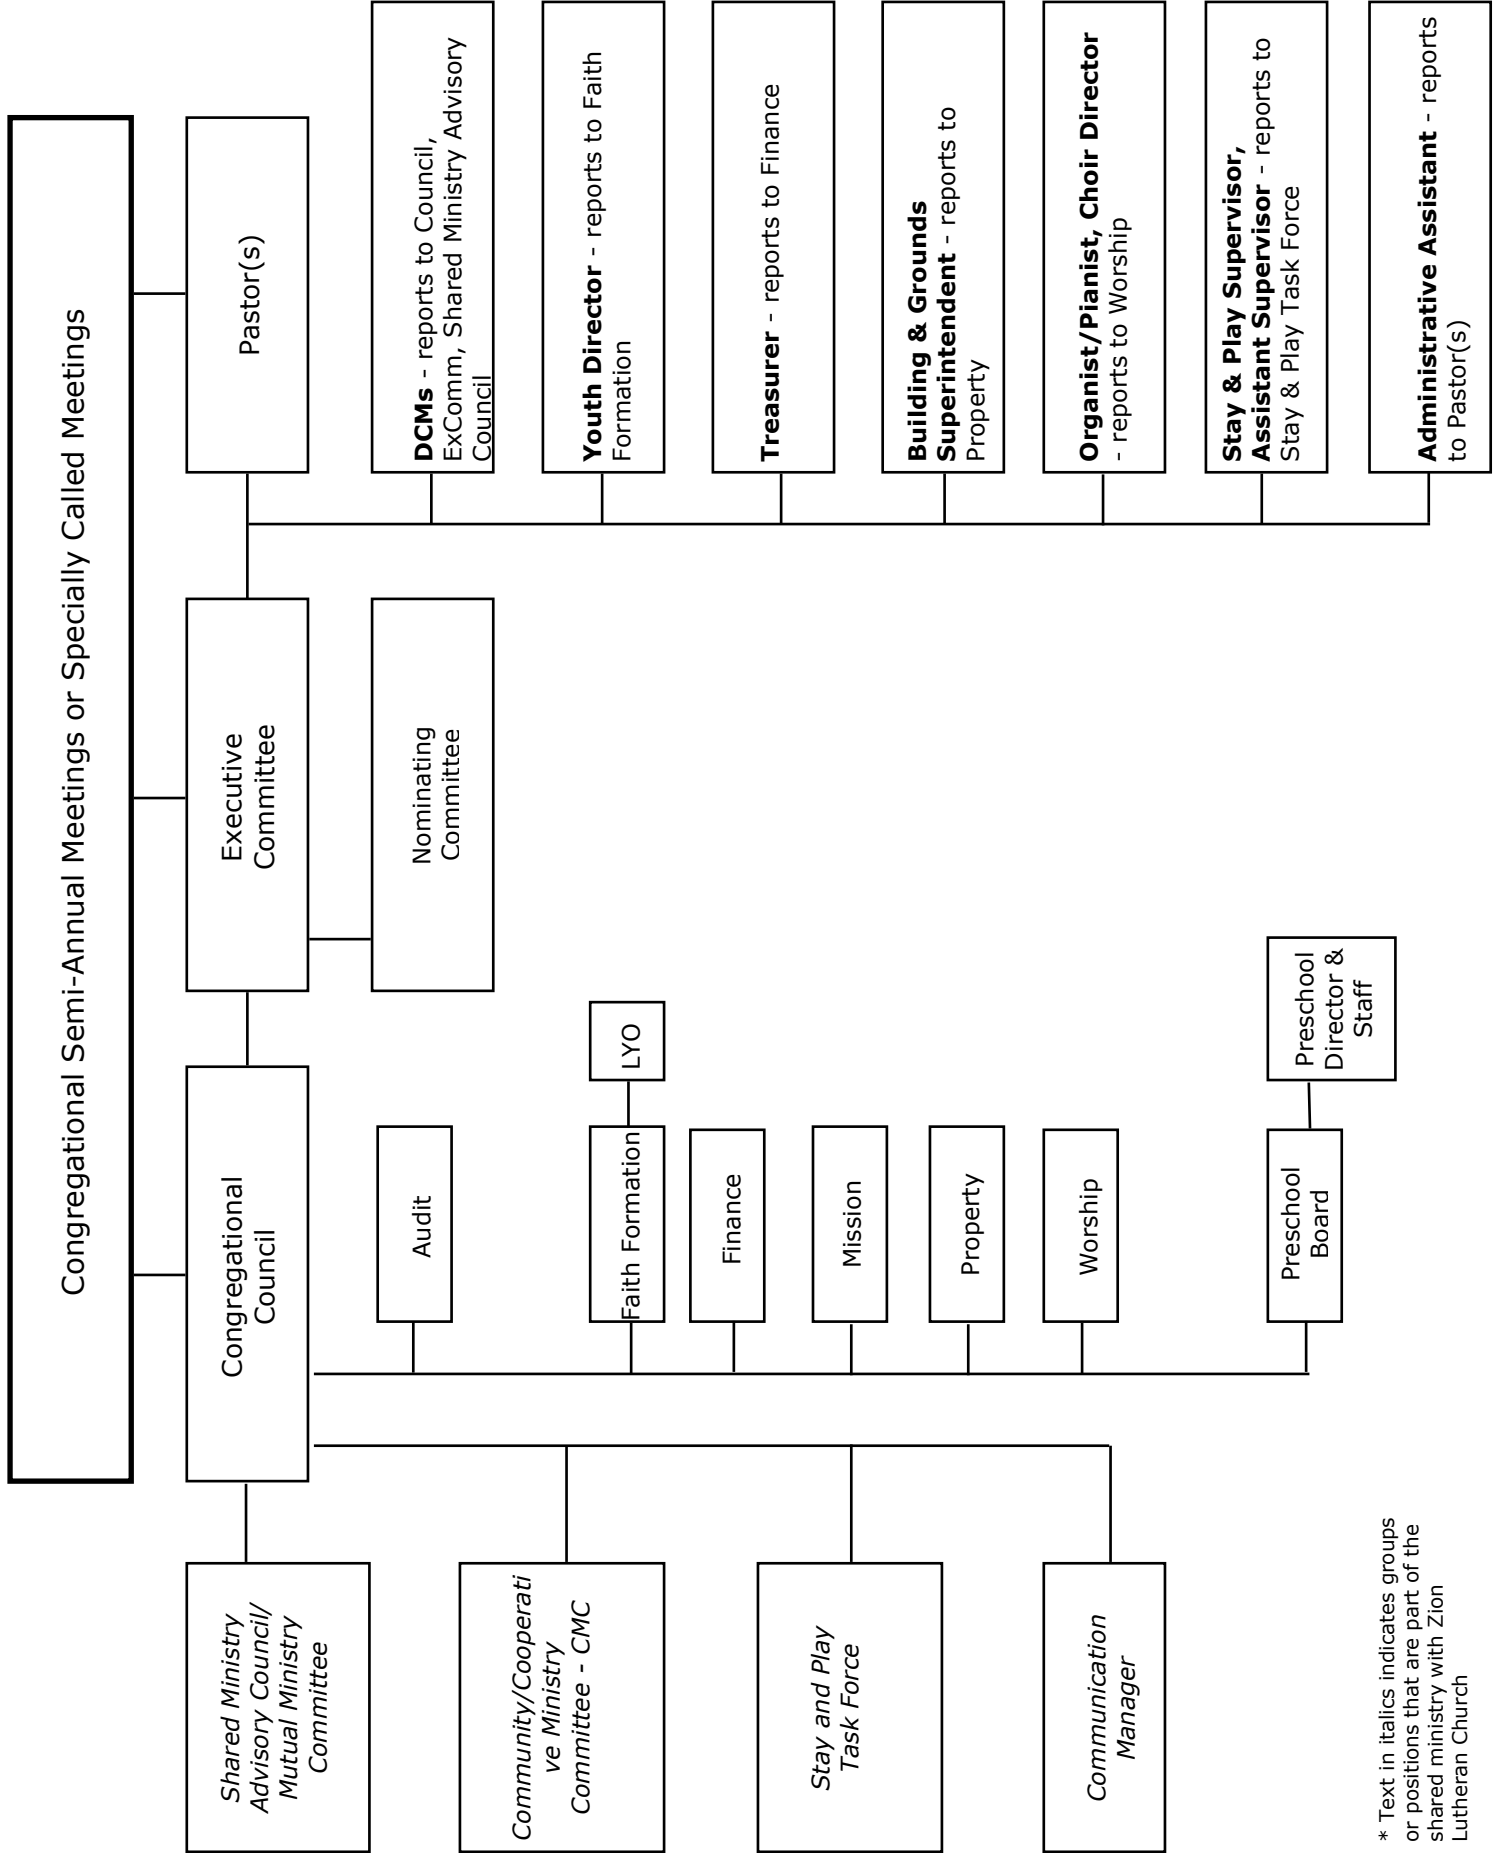 Congregational Semi-Annual Meetings or Specially Called Meetings
Shared Ministry
Advisory Council/
Mutual Ministry
Committee
Congregational
Council
Executive
Committee
Pastor(s)
Nominating
Committee
DCMs - reports to Council,
ExComm, Shared Ministry Advisory
Council
Audit
Community/Cooperati
ve Ministry
Committee - CMC
Faith Formation
LYO
Youth Director - reports to Faith
Formation
Finance
Treasurer - reports to Finance
Stay and Play
Task Force
Mission
Property
Building & Grounds
Superintendent - reports to
Property
Communication
Manager
Worship
Organist/Pianist, Choir Director
- reports to Worship
Stay & Play Supervisor,
Assistant Supervisor - reports to
Stay & Play Task Force
Preschool
Board
Preschool
Director &
Staff
Administrative Assistant - reports
to Pastor(s)
* Text in italics indicates groups
or positions that are part of the
shared ministry with Zion
Lutheran Church